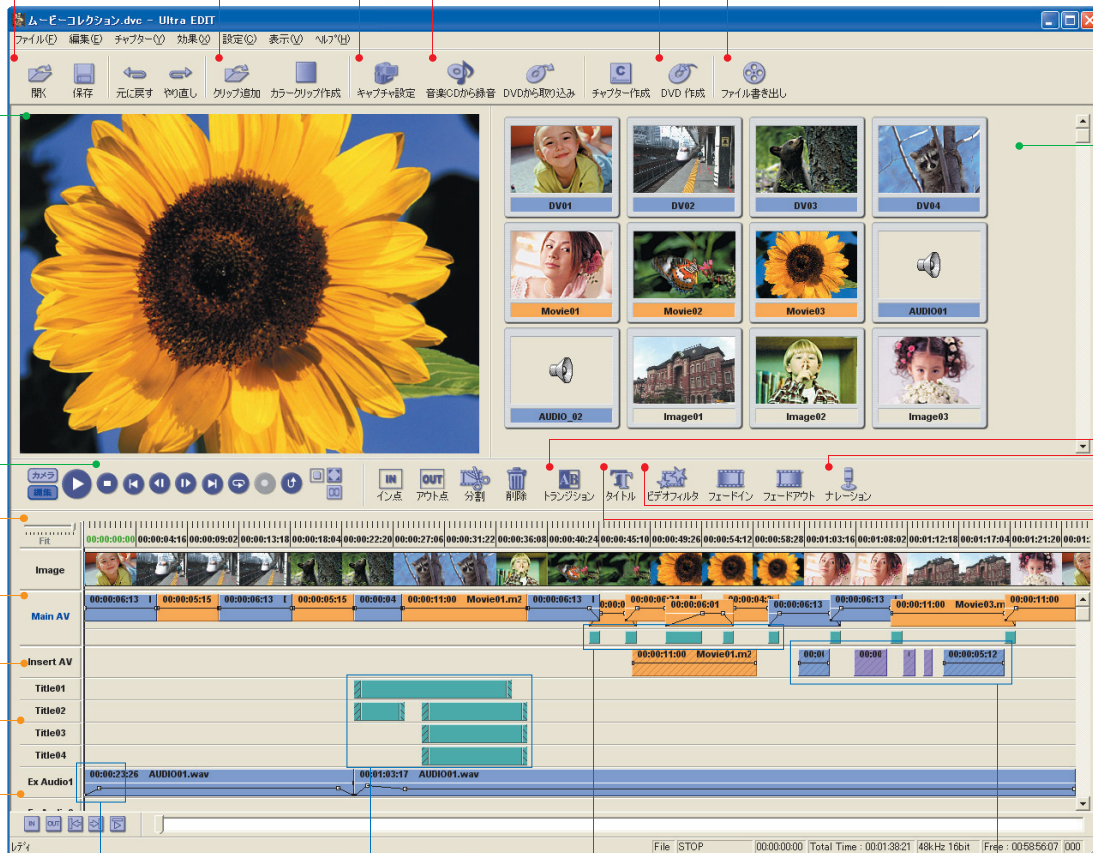 ムービーコレクション.dvc - Ultra EDIT
ファイル(F) 編集(E) チャプター(Y) 効果(X) 設定(C) 表示(V) ヘルプ(H)
開く 保存 元に戻す やり直し クリップ追加 カラークリップ作成 キャプチャ設定 音楽CDから録音 DVDから取り込み チャプター作成 DVD 作成 ファイル書き出し
DV01 DV02 DV03 DV04
Movie01 Movie02 Movie03 AUDIO01
AUDIO_02 Image01 Image02 Image03
カメラ
編集
IN OUT
イン点 アウト点 分割 削除 トランジション タイトル ビデオフィルタ フェードイン フェードアウト ナレーション
Fit 00:00:00:00 00:00:04:16 00:00:09:02 00:00:13:18 00:00:18:04 00:00:22:20 00:00:27:06 00:00:31:22 00:00:36:08 00:00:40:24 00:00:45:10 00:00:49:26 00:00:54:12 00:00:58:28 00:01:03:16 00:01:08:02 00:01:12:18 00:01:17:04 00:01:21:20 00:01:
Image
Main AV 00:00:06:13 00:00:05:15 00:00:06:13 00:00:05:15 00:00:04 00:00:11:00 Movie01.m2 00:00:06:13 00:00:06:01 00:00:06:13 00:00:06:13 00:00:11:00 Movie03.m 00:00:11:00
Insert AV 00:00:11:00 Movie01.m2 00:00 00:00:05:12
Title01
Title02
Title03
Title04
Ex Audio1 00:00:23:26 AUDIO01.wav 00:01:03:17 AUDIO01.wav
IN OUT
レディ File STOP 00:00:00:00 Total Time : 00:01:38:21 48kHz 16bit Free : 00:58:56:07 000